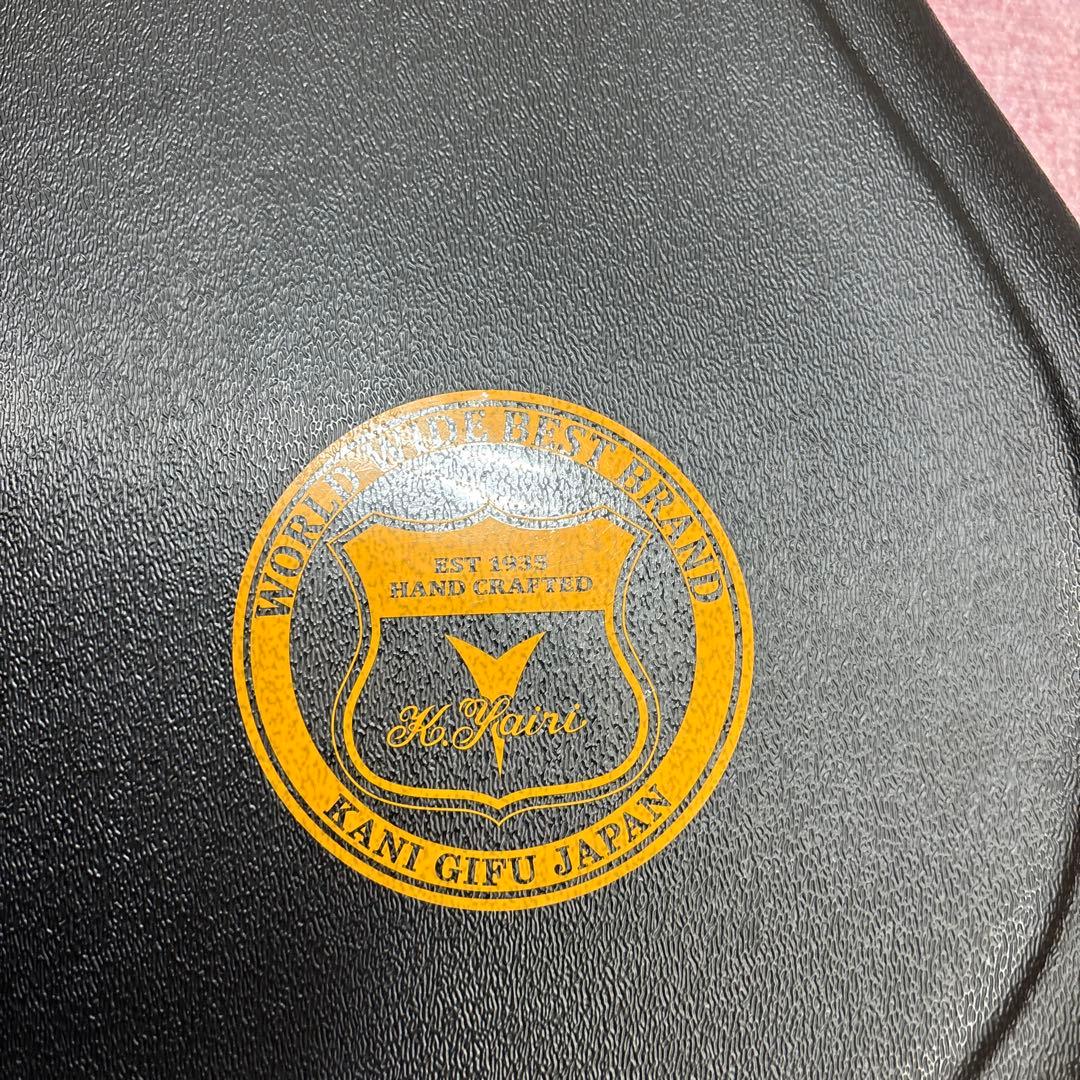 WORLD WIDE BEST BRAND
EST 1935
HAND CRAFTED
K.Yairi
KANI GIFU JAPAN